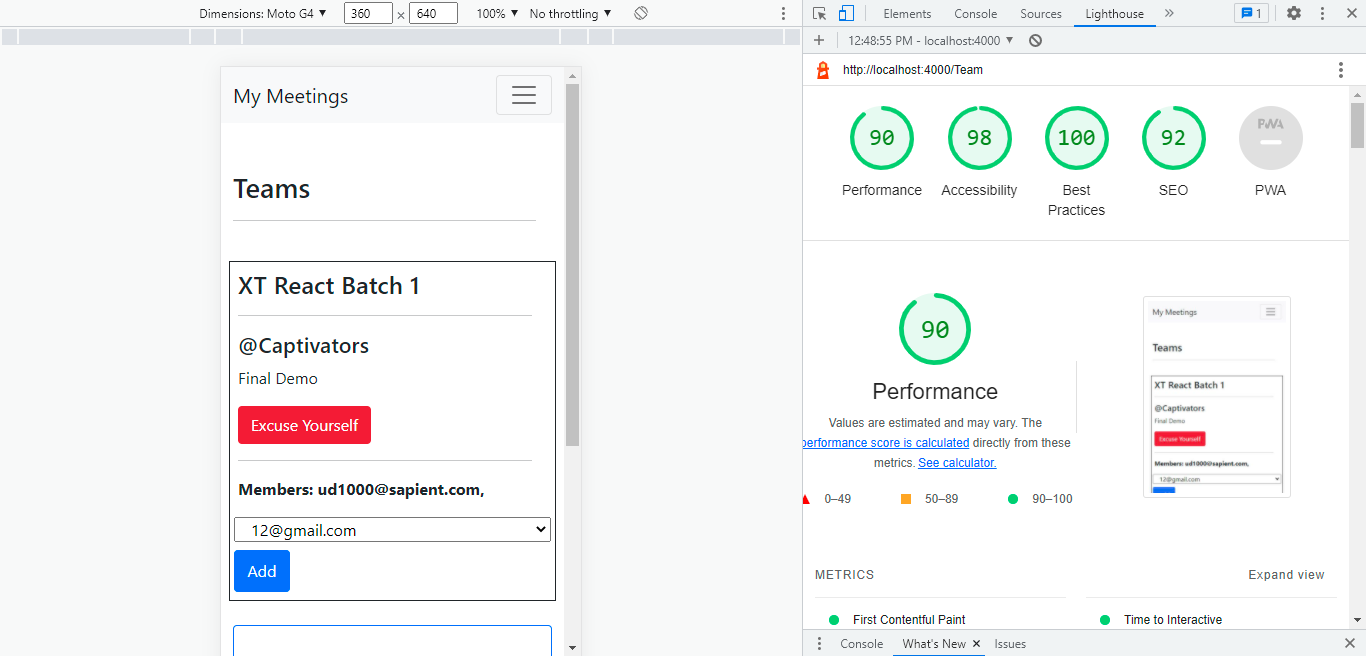 Dimensions: Moto G4 ▼ 360 × 640 100% ▼ No throttling ▼
Elements Console Sources Lighthouse » 1
+ 12:48:55 PM - localhost:4000 ▼
http://localhost:4000/Team
My Meetings
Teams
XT React Batch 1
@Captivators
Final Demo
Excuse Yourself
Members: ud1000@sapient.com,
12@gmail.com
Add
90 98 100 92 PWA
Performance Accessibility Best Practices SEO PWA
90
Performance
Values are estimated and may vary. The
performance score is calculated directly from these
metrics. See calculator.
0–49 50–89 90–100
My Meetings
Teams
XT React Batch 1
@Captivators
Final Demo
Excuse Yourself
Members: ud1000@sapient.com,
12@gmail.com
METRICS Expand view
First Contentful Paint Time to Interactive
Console What's New × Issues